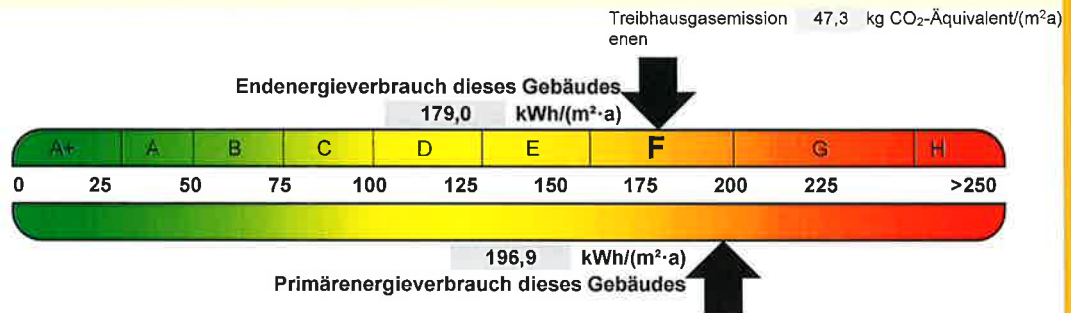 Treibhausgasemission 47,3 kg CO₂-Äquivalent/(m²a)
enen
Endenergieverbrauch dieses Gebäudes
179,0 kWh/(m²·a)
A+ A B C D E F G H
0 25 50 75 100 125 150 175 200 225 >250
196,9 kWh/(m²·a)
Primärenergieverbrauch dieses Gebäudes